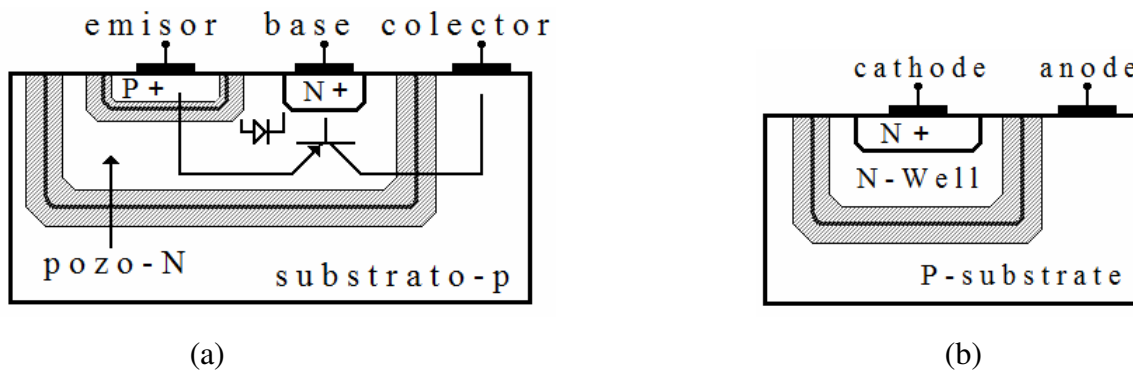 emisor base colector
P+
N+
pozo-N
substrato-p
(a)
cathode anode
N+
N-Well
P-substrate
(b)